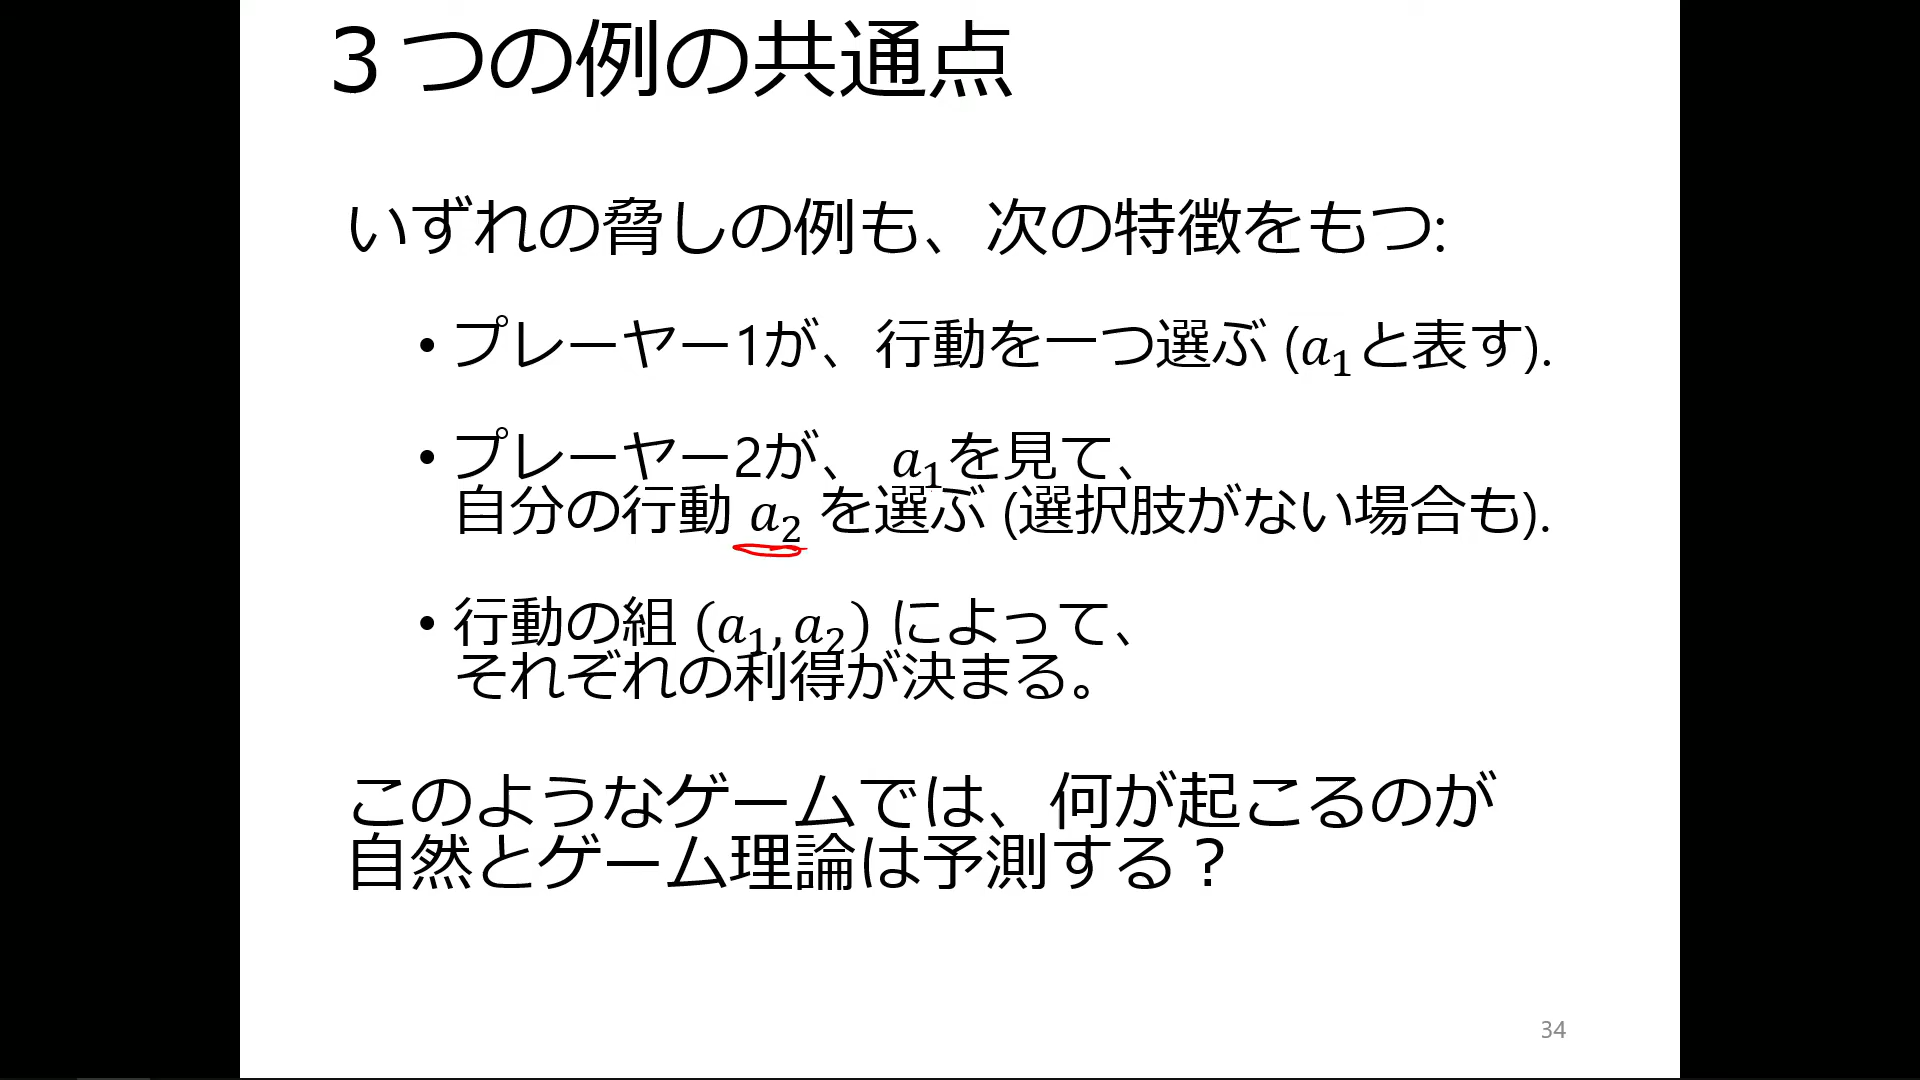 ３つの例の共通点
いずれの脅しの例も、次の特徴をもつ:
• プレーヤー1が、行動を一つ選ぶ (a₁と表す).
• プレーヤー2が、 a₁を見て、
自分の行動 a₂ を選ぶ (選択肢がない場合も).
• 行動の組 (a₁, a₂) によって、
それぞれの利得が決まる。
このようなゲームでは、何が起こるのが
自然とゲーム理論は予測する？
34